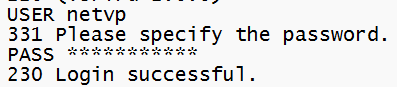 USER netvp
331 Please specify the password.
PASS ***********
230 Login successful.